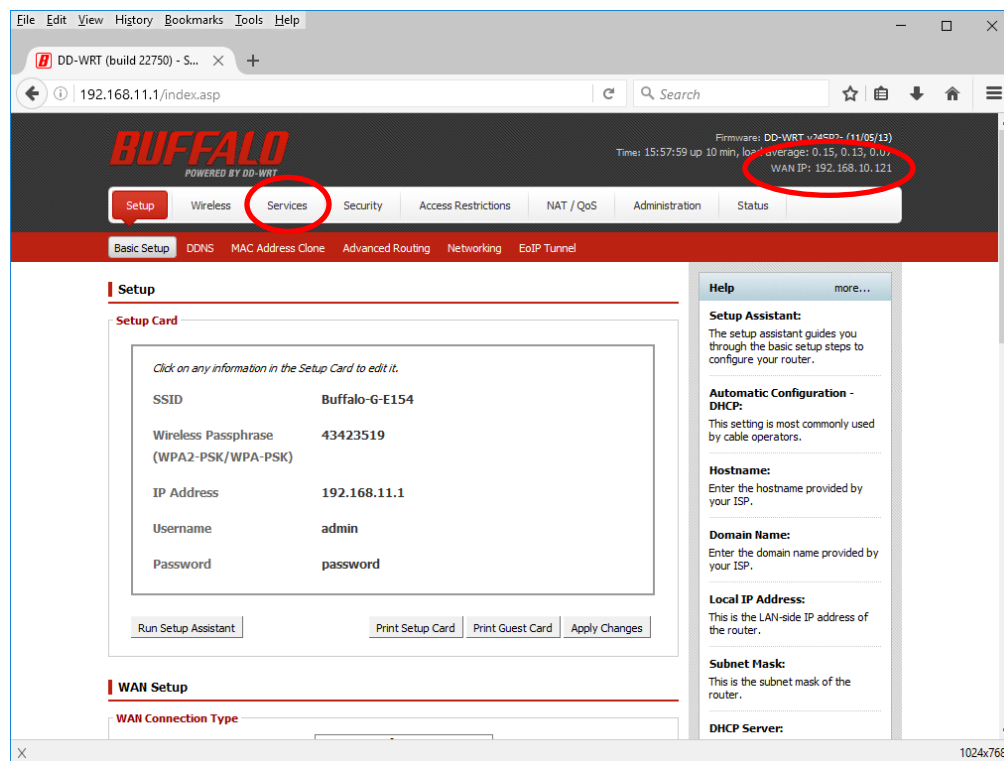 File Edit View History Bookmarks Tools Help
DD-WRT (build 22750) - S...
192.168.11.1/index.asp
Search
BUFFALO
POWERED BY DD-WRT
Firmware: DD-WRT v24SP2- (11/05/13)
Time: 15:57:59 up 10 min, load average: 0.15, 0.13, 0.07
WAN IP: 192.168.10.121
Setup Wireless Services Security Access Restrictions NAT / QoS Administration Status
Basic Setup DDNS MAC Address Clone Advanced Routing Networking EoIP Tunnel
Setup
Setup Card
Click on any information in the Setup Card to edit it.
SSID Buffalo-G-E154
Wireless Passphrase 43423519
(WPA2-PSK/WPA-PSK)
IP Address 192.168.11.1
Username admin
Password password
Run Setup Assistant Print Setup Card Print Guest Card Apply Changes
WAN Setup
WAN Connection Type
Help more...
Setup Assistant:
The setup assistant guides you
through the basic setup steps to
configure your router.
Automatic Configuration -
DHCP:
This setting is most commonly used
by cable operators.
Hostname:
Enter the hostname provided by
your ISP.
Domain Name:
Enter the domain name provided by
your ISP.
Local IP Address:
This is the LAN-side IP address of
the router.
Subnet Mask:
This is the subnet mask of the
router.
DHCP Server:
1024x768